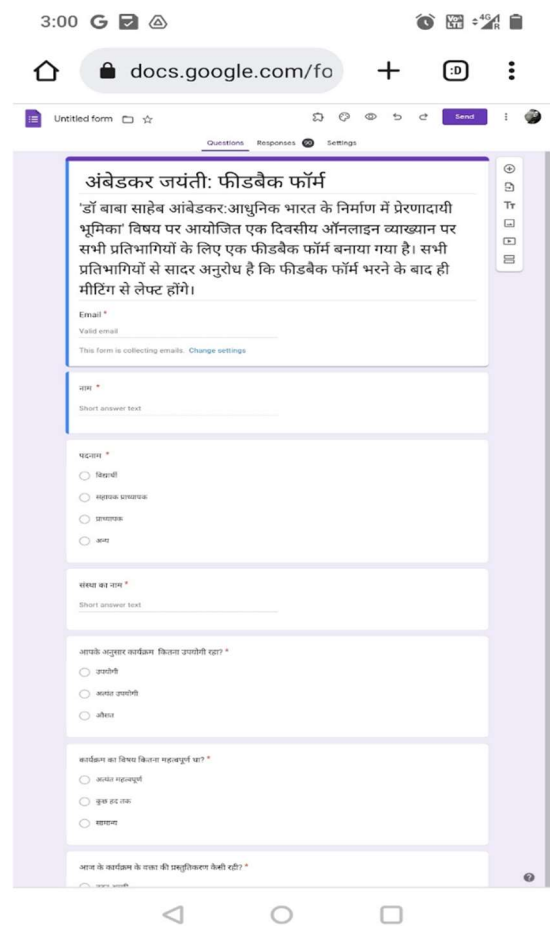 3:00
docs.google.com/fo
:D
Untitled form
Send
Questions Responses 90 Settings
अंबेडकर जयंती: फीडबैक फॉर्म
'डॉ बाबा साहेब आंबेडकर:आधुनिक भारत के निर्माण में प्रेरणादायी
भूमिका' विषय पर आयोजित एक दिवसीय ऑनलाइन व्याख्यान पर
सभी प्रतिभागियों के लिए एक फीडबैक फॉर्म बनाया गया है। सभी
प्रतिभागियों से सादर अनुरोध है कि फीडबैक फॉर्म भरने के बाद ही
मीटिंग से लेफ्ट होंगे।
Email *
Valid email
This form is collecting emails. Change settings
नाम *
Short answer text
पदनाम *
विद्यार्थी
सहायक प्राध्यापक
प्राध्यापक
अन्य
संस्था का नाम *
Short answer text
आपके अनुसार कार्यक्रम कितना उपयोगी रहा? *
उपयोगी
अत्यंत उपयोगी
औसत
कार्यक्रम का विषय कितना महत्वपूर्ण था? *
अत्यंत महत्वपूर्ण
कुछ हद तक
सामान्य
आज के कार्यक्रम के वक्ता की प्रस्तुतिकरण कैसी रही? *